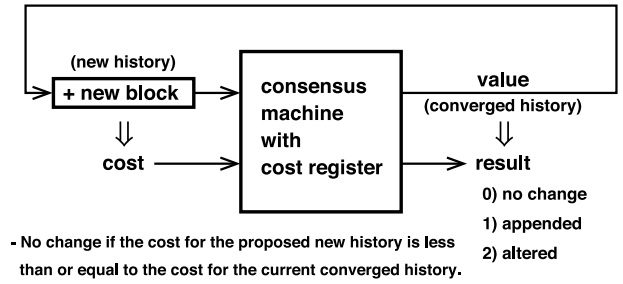 (new history)
+ new block
⇓
cost
consensus
machine
with
cost register
value
(converged history)
⇓
result
0) no change
1) appended
2) altered
- No change if the cost for the proposed new history is less
than or equal to the cost for the current converged history.